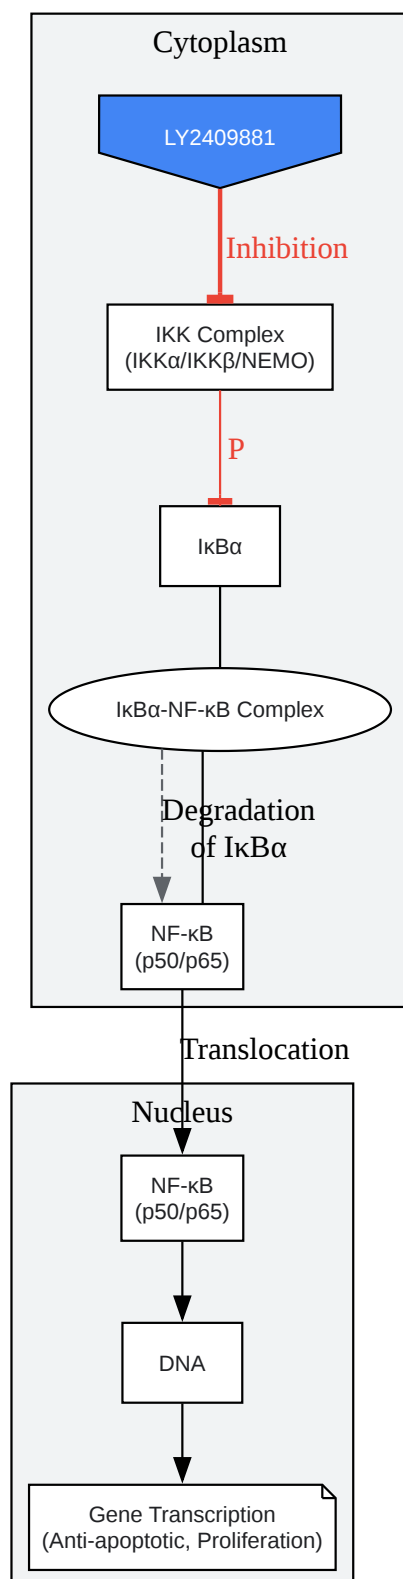 Cytoplasm
LY2409881
Inhibition
IKK Complex
(IKKα/IKKβ/NEMO)
P
IκBα
IκBα-NF-κB Complex
Degradation
of IκBα
NF-κB
(p50/p65)
Translocation
Nucleus
NF-κB
(p50/p65)
DNA
Gene Transcription
(Anti-apoptotic, Proliferation)